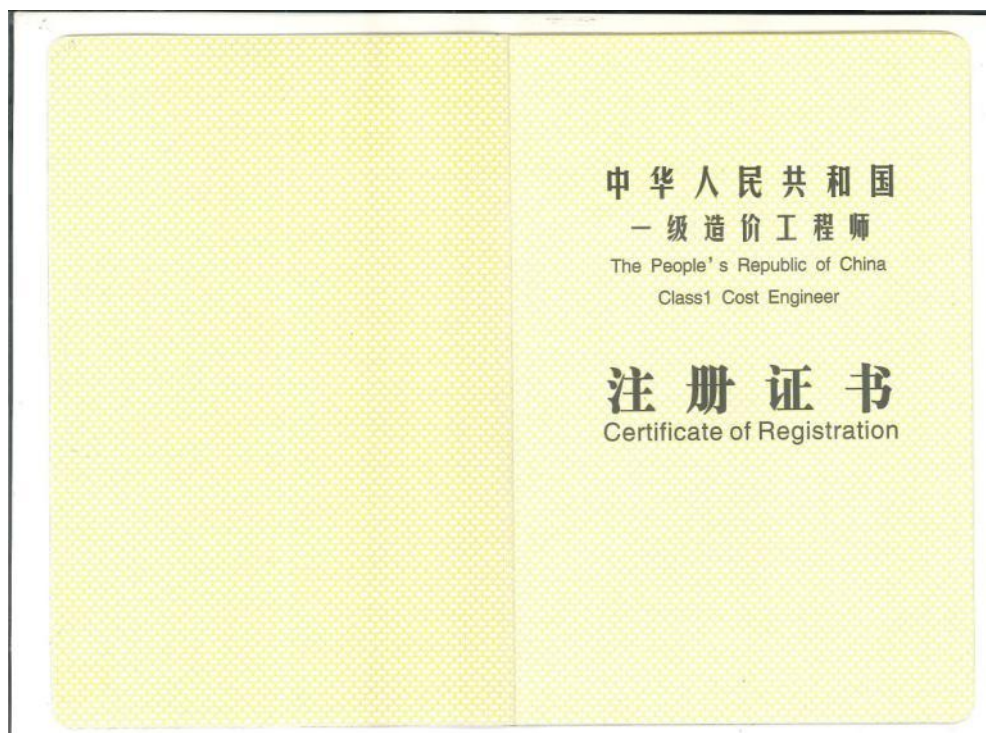 中华人民共和国
一级造价工程师
The People's Republic of China
Class1 Cost Engineer
注册证书
Certificate of Registration